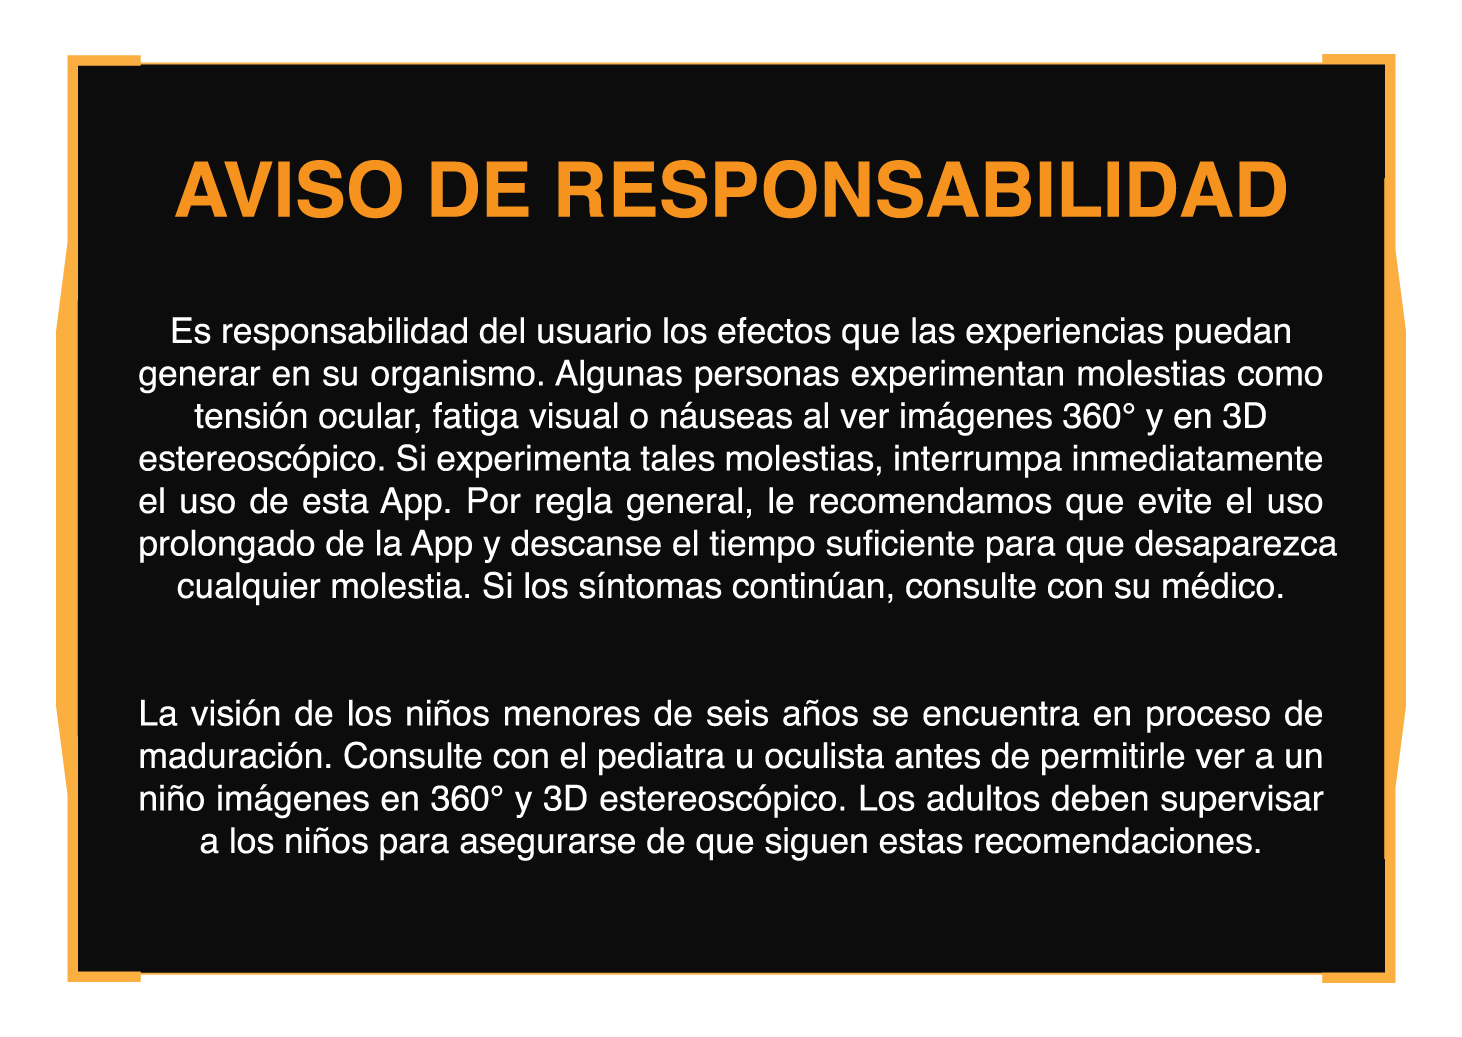 AVISO DE RESPONSABILIDAD
Es responsabilidad del usuario los efectos que las experiencias puedan
generar en su organismo. Algunas personas experimentan molestias como
tensión ocular, fatiga visual o náuseas al ver imágenes 360° y en 3D
estereoscópico. Si experimenta tales molestias, interrumpa inmediatamente
el uso de esta App. Por regla general, le recomendamos que evite el uso
prolongado de la App y descanse el tiempo suficiente para que desaparezca
cualquier molestia. Si los síntomas continúan, consulte con su médico.
La visión de los niños menores de seis años se encuentra en proceso de
maduración. Consulte con el pediatra u oculista antes de permitirle ver a un
niño imágenes en 360° y 3D estereoscópico. Los adultos deben supervisar
a los niños para asegurarse de que siguen estas recomendaciones.